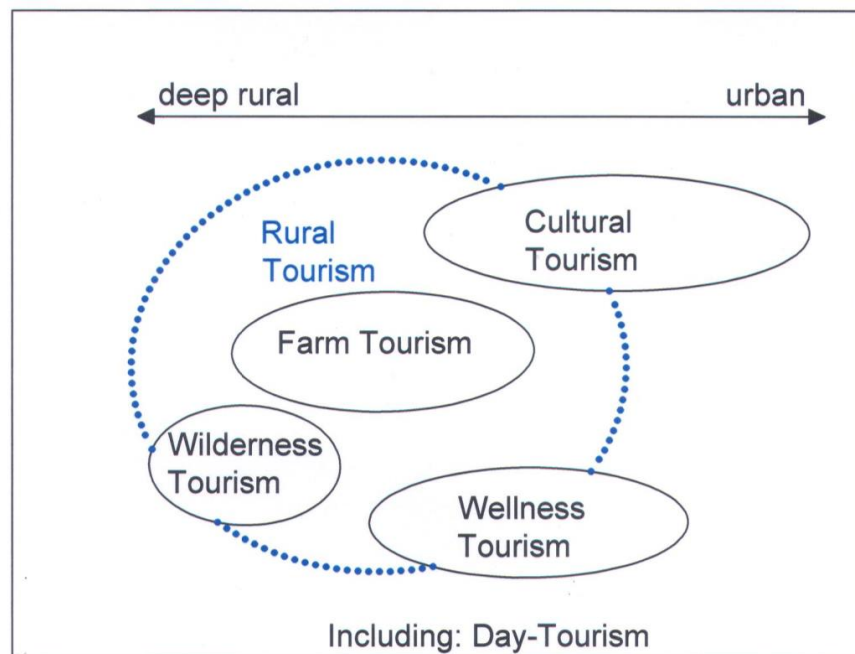 deep rural
urban
Rural
Tourism
Cultural
Tourism
Farm Tourism
Wilderness
Tourism
Wellness
Tourism
Including: Day-Tourism